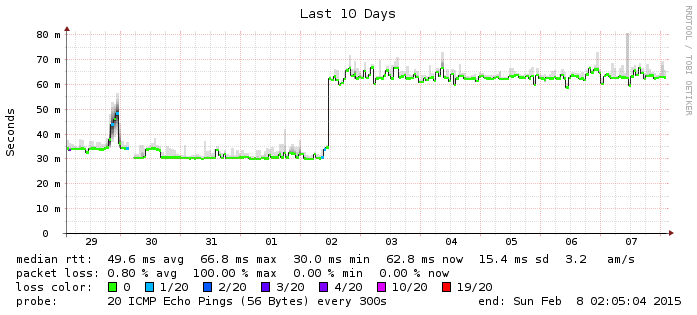 Last 10 Days
RRDTOOL / TOBI OETIKER
Seconds
80 m
70 m
60 m
50 m
40 m
30 m
20 m
10 m
0
29 30 31 01 02 03 04 05 06 07
median rtt: 49.6 ms avg 66.8 ms max 30.0 ms min 62.8 ms now 15.4 ms sd 3.2 am/s
packet loss: 0.80 % avg 100.00 % max 0.00 % min 0.00 % now
loss color: 0 1/20 2/20 3/20 4/20 10/20 19/20
probe: 20 ICMP Echo Pings (56 Bytes) every 300s end: Sun Feb 8 02:05:04 2015